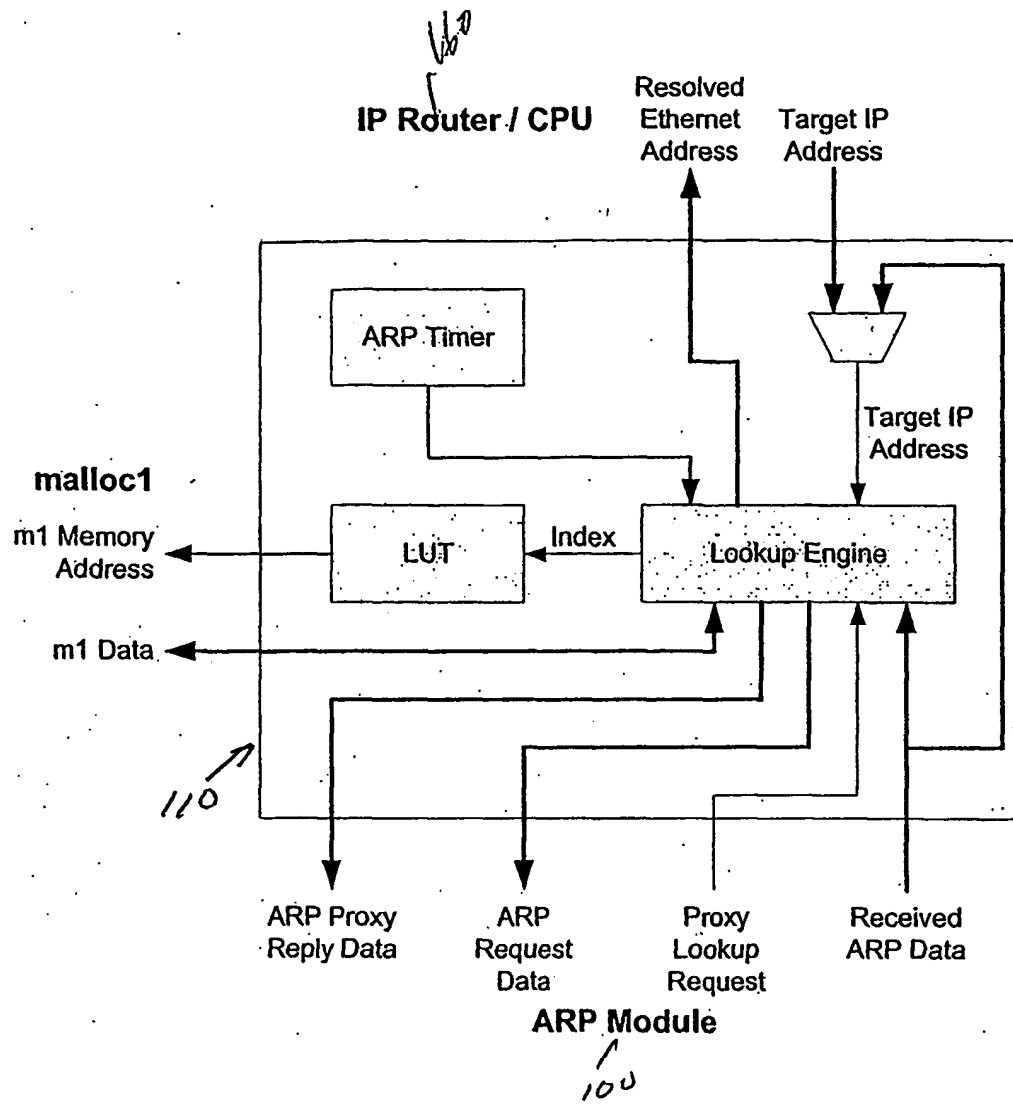 160
IP Router / CPU
Resolved
Ethernet
Address
Target IP
Address
ARP Timer
Target IP
Address
malloc1
m1 Memory
Address
LUT
Index
Lookup Engine
m1 Data
110
ARP Proxy
Reply Data
ARP
Request
Data
Proxy
Lookup
Request
Received
ARP Data
ARP Module
100